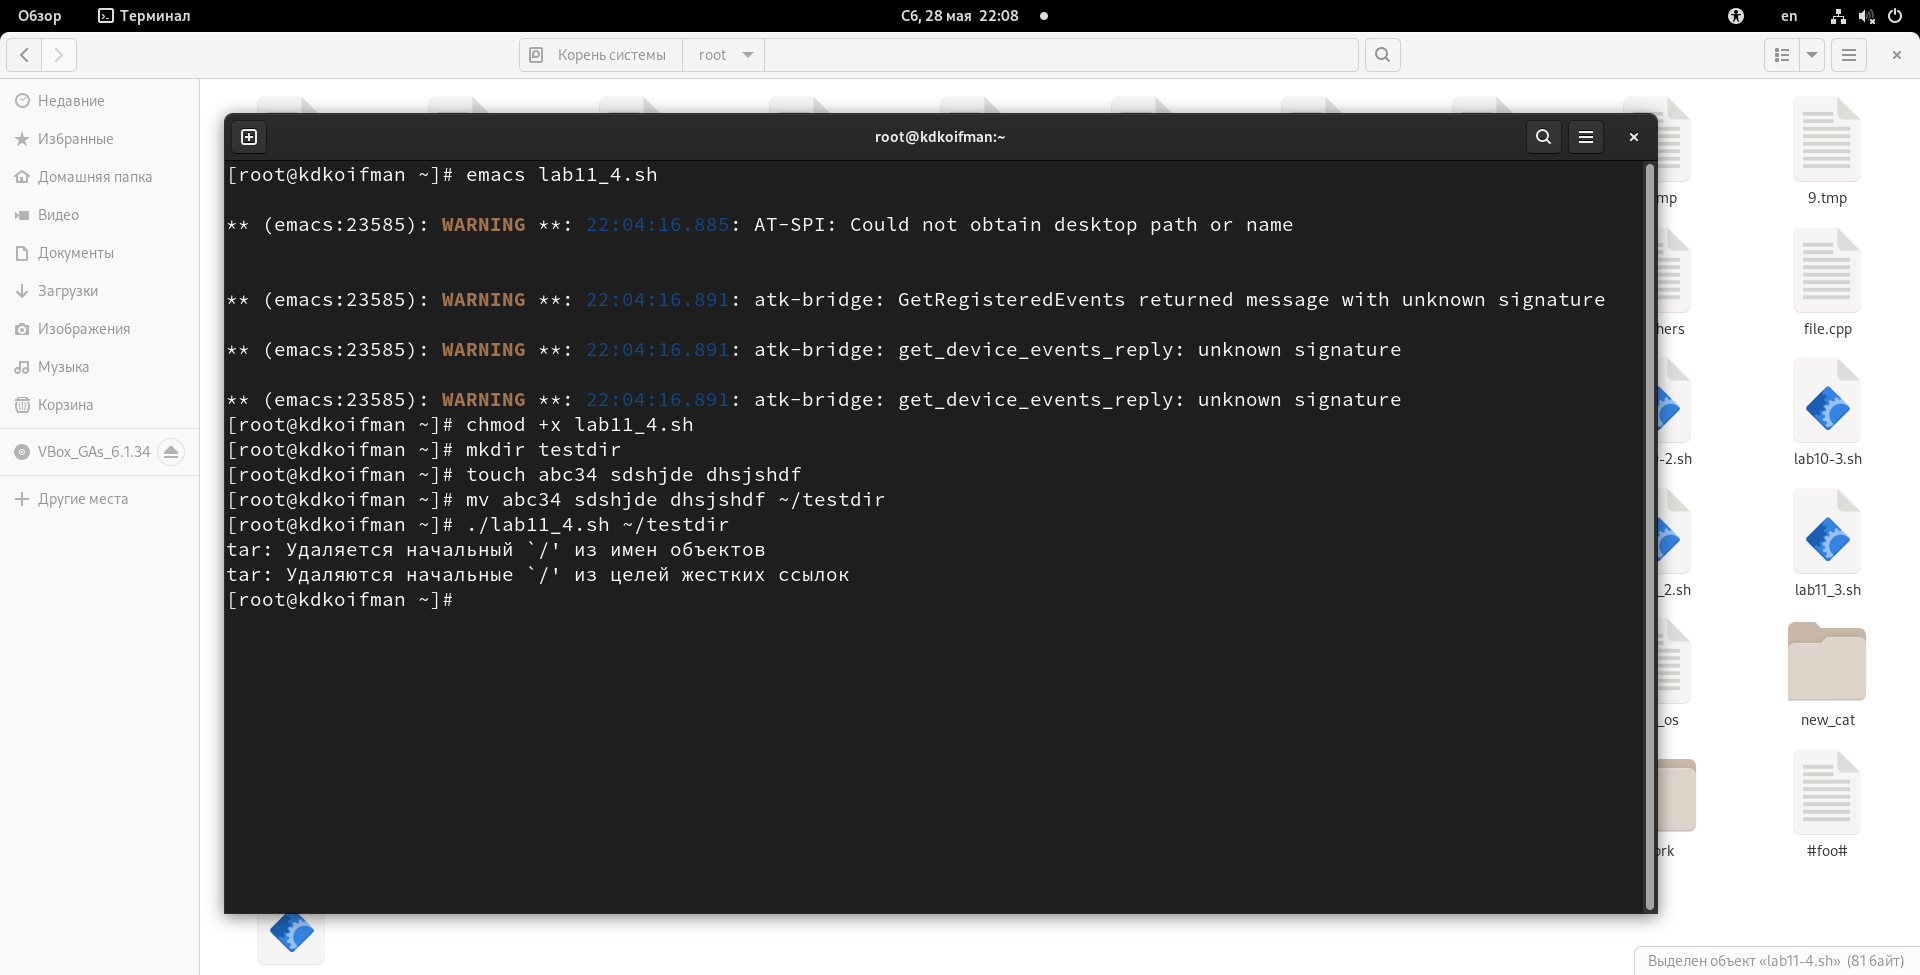 Обзор
Терминал
Сб, 28 мая 22:08
en
Корень системы
root
Недавние
Избранные
Домашняя папка
Видео
Документы
Загрузки
Изображения
Музыка
Корзина
VBox_GAs_6.1.34
Другие места
root@kdkoifman:~
[root@kdkoifman ~]# emacs lab11_4.sh
** (emacs:23585): WARNING **: 22:04:16.885: AT-SPI: Could not obtain desktop path or name
** (emacs:23585): WARNING **: 22:04:16.891: atk-bridge: GetRegisteredEvents returned message with unknown signature
** (emacs:23585): WARNING **: 22:04:16.891: atk-bridge: get_device_events_reply: unknown signature
** (emacs:23585): WARNING **: 22:04:16.891: atk-bridge: get_device_events_reply: unknown signature
[root@kdkoifman ~]# chmod +x lab11_4.sh
[root@kdkoifman ~]# mkdir testdir
[root@kdkoifman ~]# touch abc34 sdshjde dhsjshdf
[root@kdkoifman ~]# mv abc34 sdshjde dhsjshdf ~/testdir
[root@kdkoifman ~]# ./lab11_4.sh ~/testdir
tar: Удаляется начальный `/' из имен объектов
tar: Удаляются начальные `/' из целей жестких ссылок
[root@kdkoifman ~]#
mp
9.tmp
hers
file.cpp
-2.sh
lab10-3.sh
_2.sh
lab11_3.sh
_os
new_cat
ork
#foo#
Выделен объект «lab11-4.sh» (81 байт)